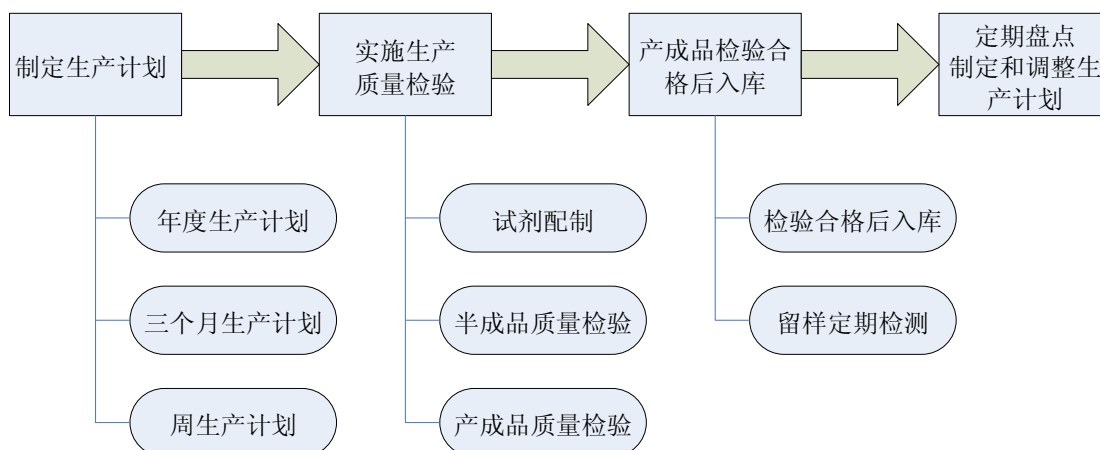 制定生产计划
实施生产
质量检验
产成品检验合
格后入库
定期盘点
制定和调整生
产计划
年度生产计划
试剂配制
检验合格后入库
三个月生产计划
半成品质量检验
留样定期检测
周生产计划
产成品质量检验